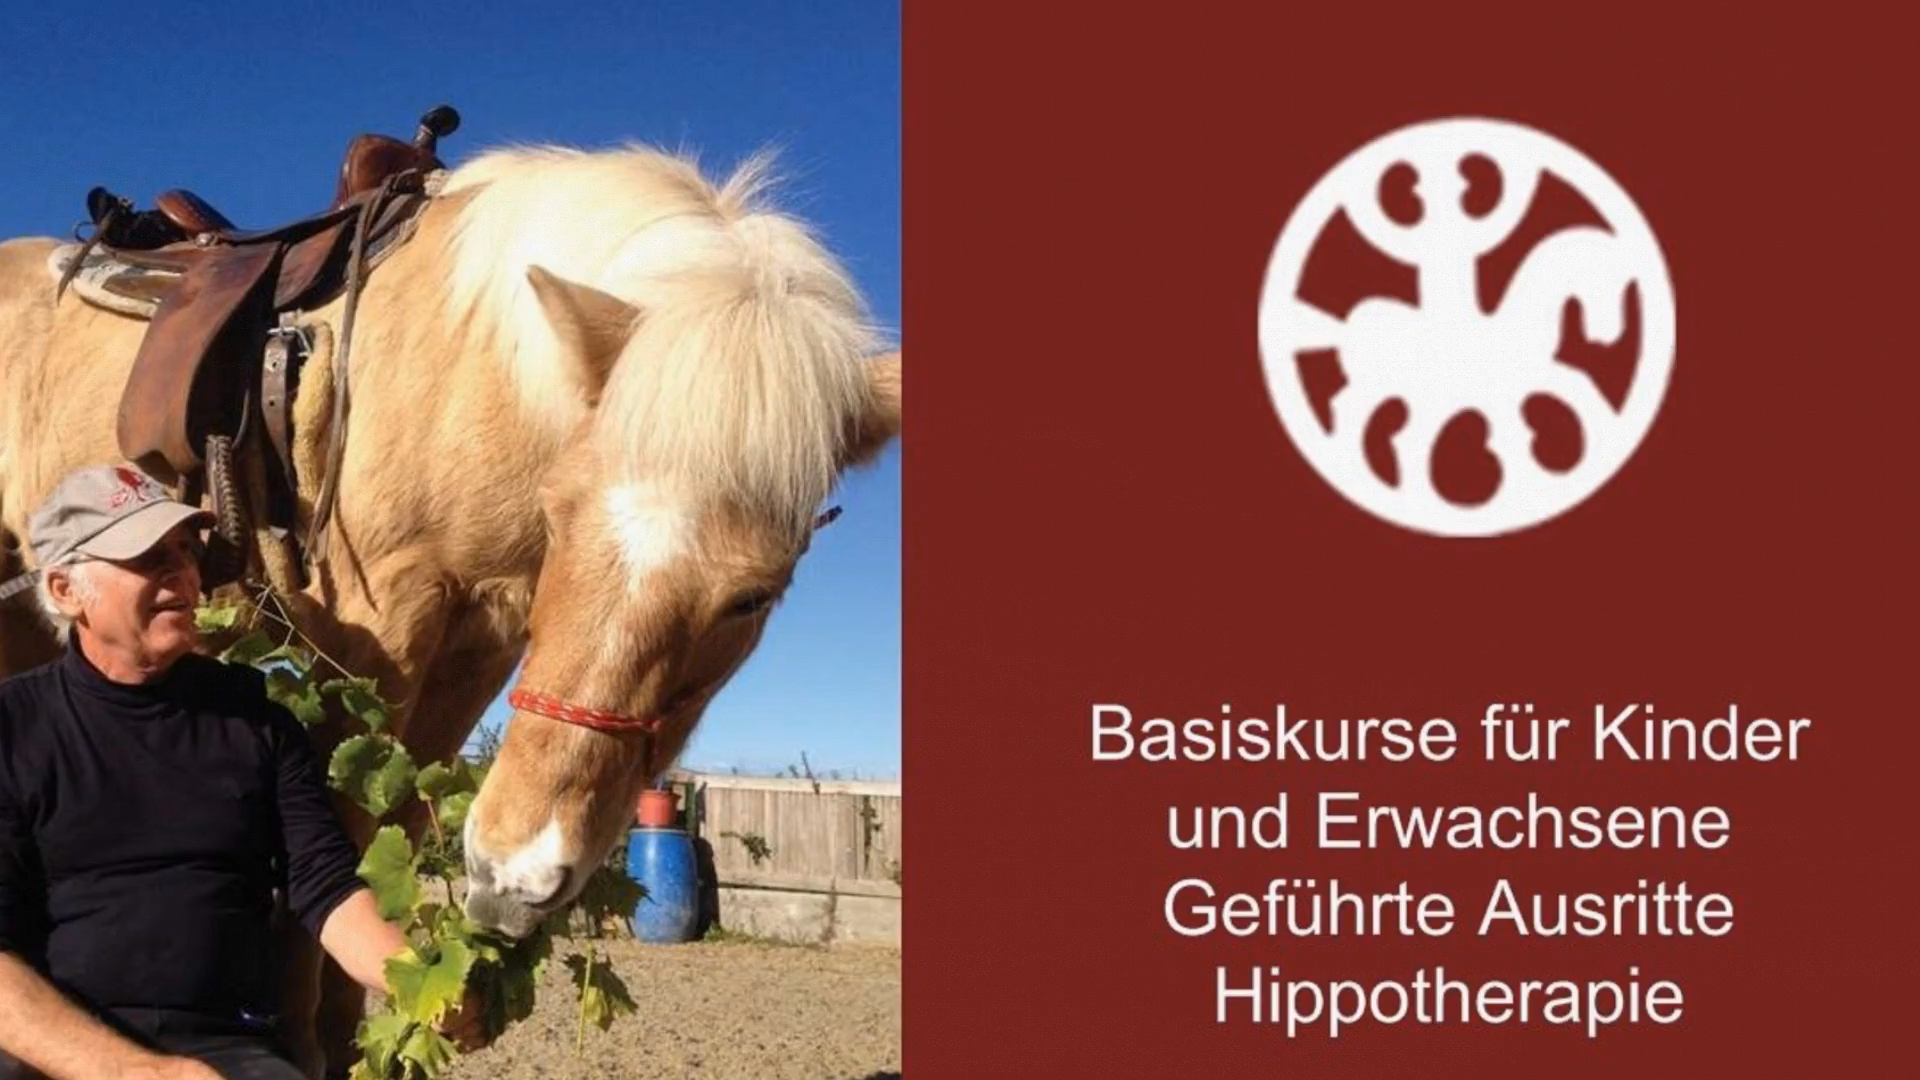 Basiskurse für Kinder
und Erwachsene
Geführte Ausritte
Hippotherapie